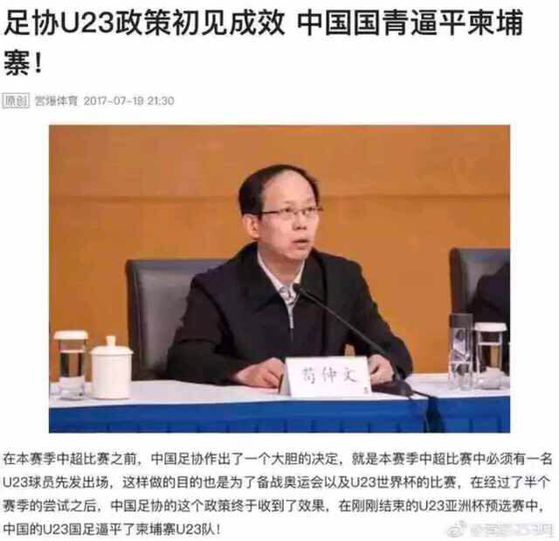 足协U23政策初见成效 中国国青逼平柬埔
寨！
原创 宫爆体育 2017-07-19 21:30
苟仲文
在本赛季中超比赛之前，中国足协作出了一个大胆的决定，就是本赛季中超比赛中必须有一名
U23球员先发出场，这样做的目的也是为了备战奥运会以及U23世界杯的比赛，在经过了半个
赛季的尝试之后，中国足协的这个政策终于收到了效果，在刚刚结束的U23亚洲杯预选赛中，
中国的U23国足逼平了柬埔寨U23队！